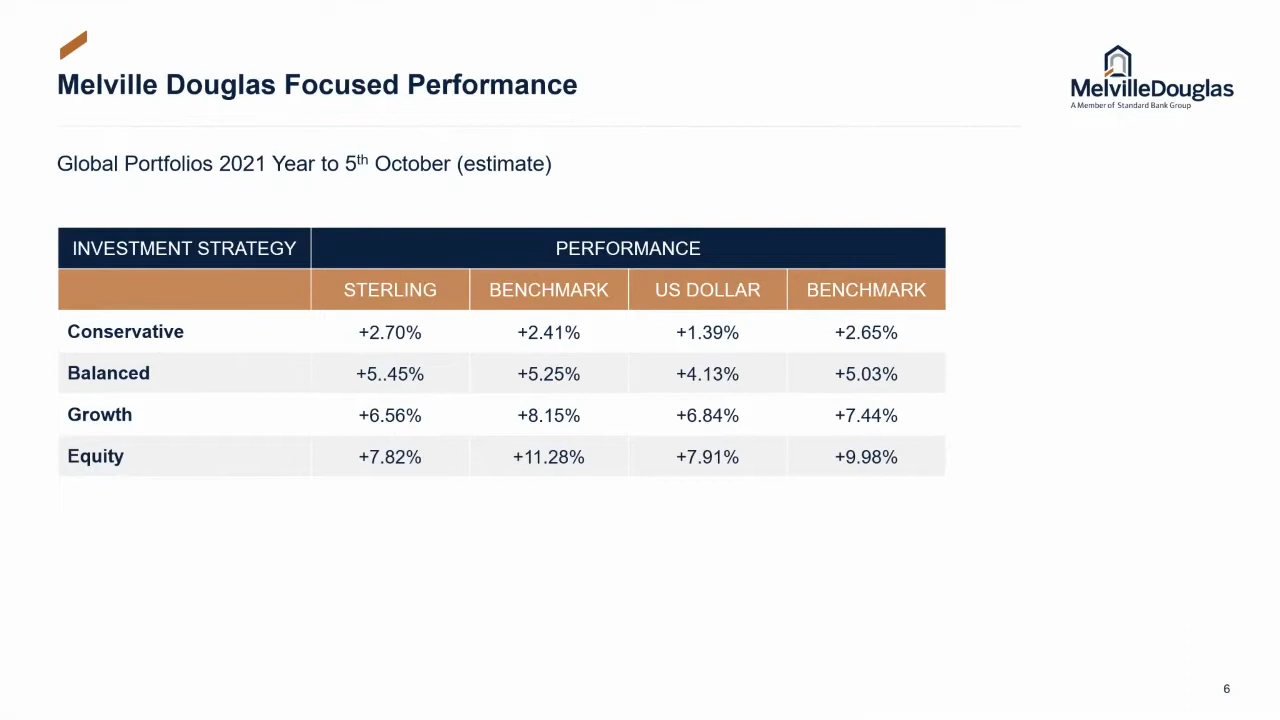 Melville Douglas Focused Performance
MelvilleDouglas
A Member of Standard Bank Group
Global Portfolios 2021 Year to 5th October (estimate)
INVESTMENT STRATEGY PERFORMANCE
STERLING BENCHMARK US DOLLAR BENCHMARK
Conservative +2.70% +2.41% +1.39% +2.65%
Balanced +5..45% +5.25% +4.13% +5.03%
Growth +6.56% +8.15% +6.84% +7.44%
Equity +7.82% +11.28% +7.91% +9.98%
6